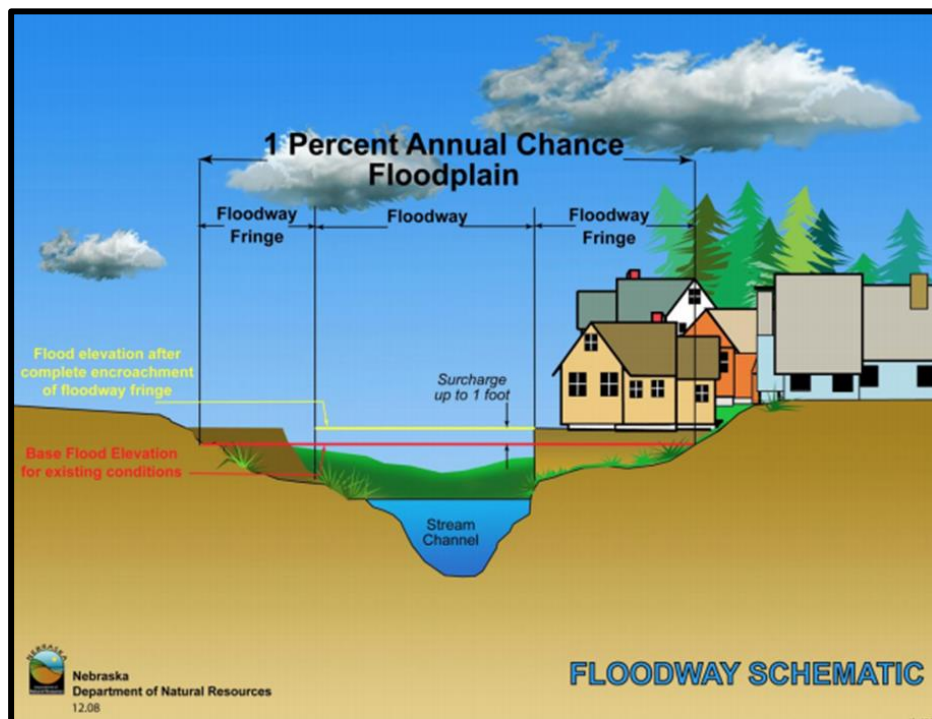 1 Percent Annual Chance
Floodplain
Floodway
Fringe
Floodway
Floodway
Fringe
Flood elevation after
complete encroachment
of floodway fringe
Surcharge
up to 1 foot
Base Flood Elevation
for existing conditions
Stream
Channel
NEBRASKA
Nebraska
Department of Natural Resources
12.08
FLOODWAY SCHEMATIC